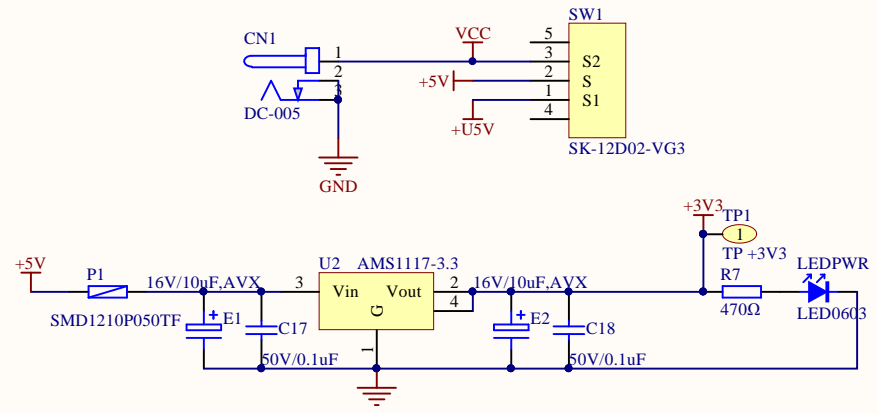 SW1
CN1
VCC
5
1
3
S2
2
+5V
2
S
3
1
S1
DC-005
4
+U5V
SK-12D02-VG3
GND
+3V3
TP1
1
+5V
U2
AMS1117-3.3
TP +3V3
P1
R7
LEDPWR
16V/10uF,AVX
3
Vin
Vout
2
16V/10uF,AVX
4
SMD1210P050TF
G
470Ω
LED0603
+
E1
C17
+
E2
C18
1
50V/0.1uF
50V/0.1uF